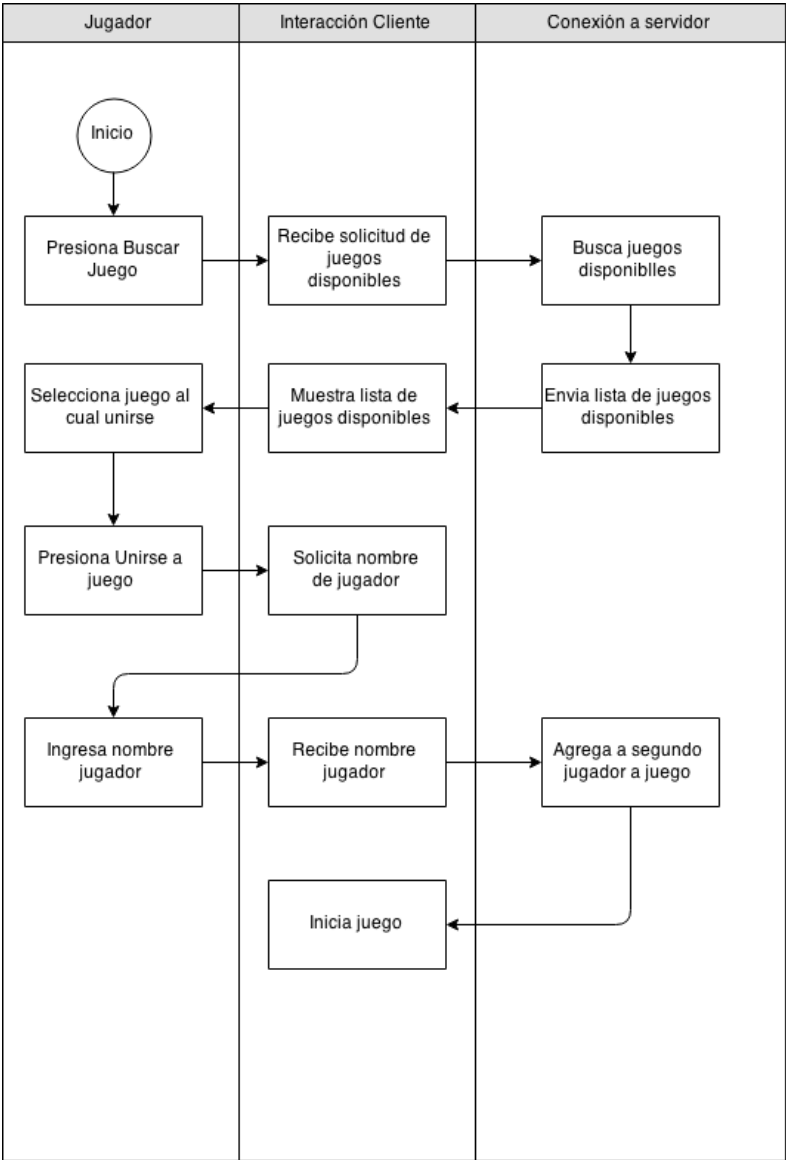 Jugador
Interacción Cliente
Conexión a servidor
Inicio
Presiona Buscar
Juego
Recibe solicitud de
juegos
disponibles
Busca juegos
disponiblles
Selecciona juego al
cual unirse
Muestra lista de
juegos disponibles
Envia lista de juegos
disponibles
Presiona Unirse a
juego
Solicita nombre
de jugador
Ingresa nombre
jugador
Recibe nombre
jugador
Agrega a segundo
jugador a juego
Inicia juego